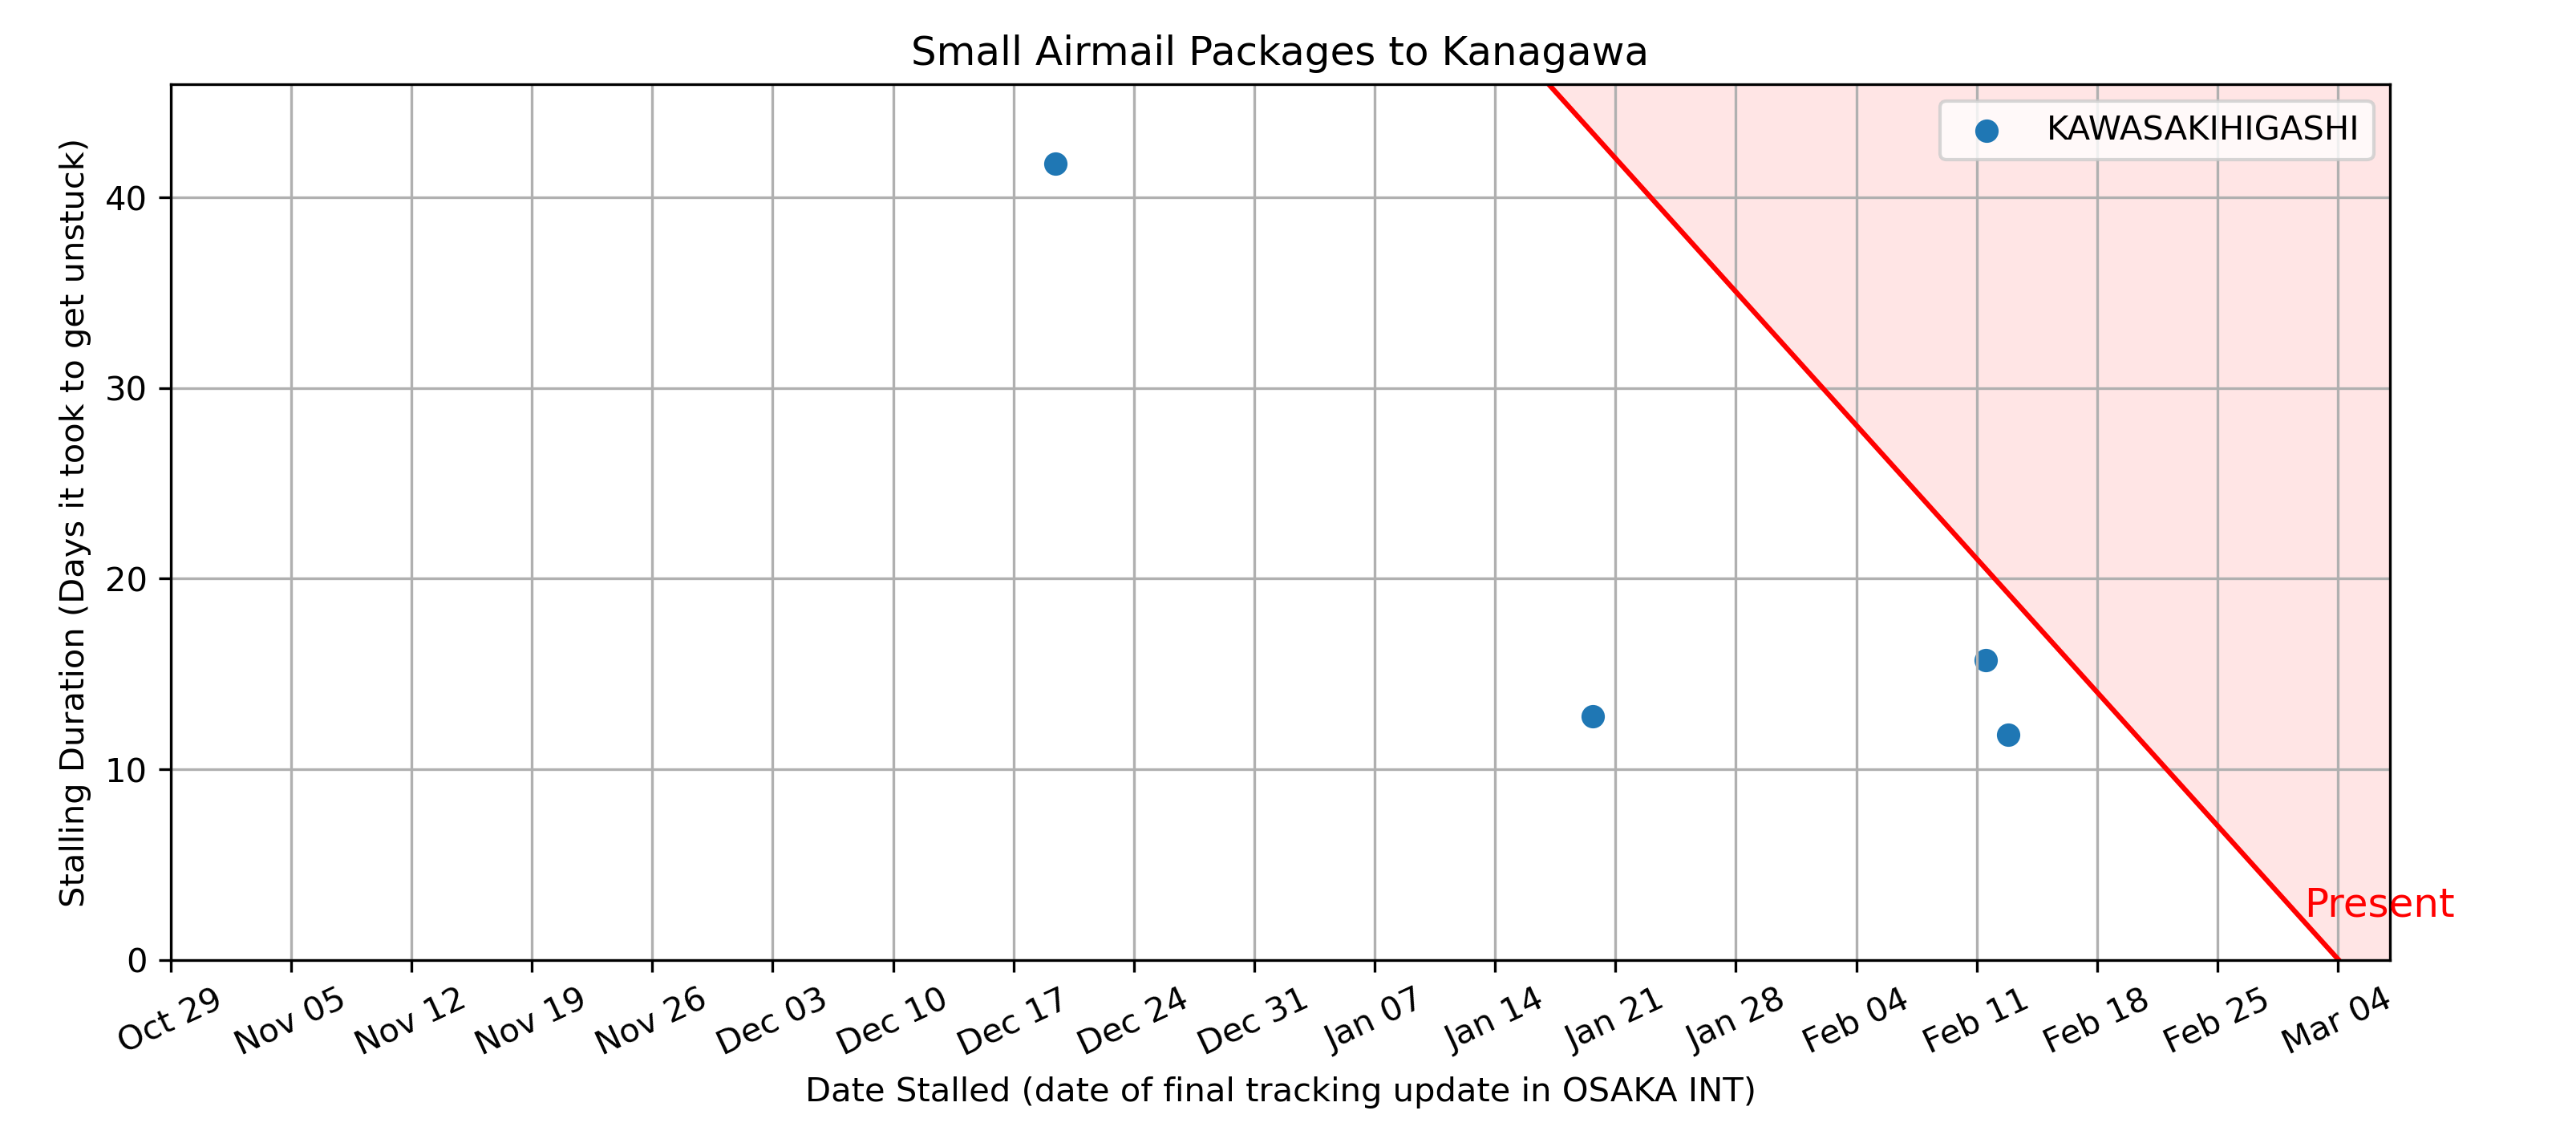 Small Airmail Packages to Kanagawa
KAWASAKIHIGASHI
Stalling Duration (Days it took to get unstuck)
40
30
20
10
0
Present
Oct 29
Nov 05
Nov 12
Nov 19
Nov 26
Dec 03
Dec 10
Dec 17
Dec 24
Dec 31
Jan 07
Jan 14
Jan 21
Jan 28
Feb 04
Feb 11
Feb 18
Feb 25
Mar 04
Date Stalled (date of final tracking update in OSAKA INT)